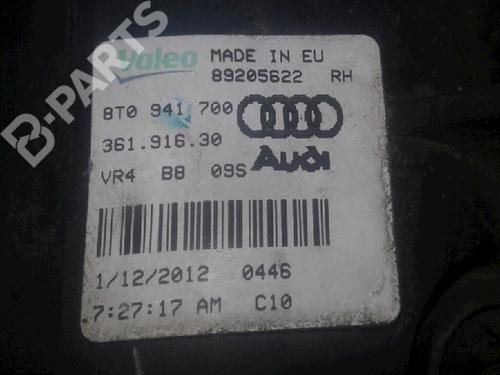 B-PARTS
Valeo MADE IN EU
89205622 RH
8T0 941 700
361.916.30
VR4 B8 09S Audi
1/12/2012 0446
7:27:17 AM C10